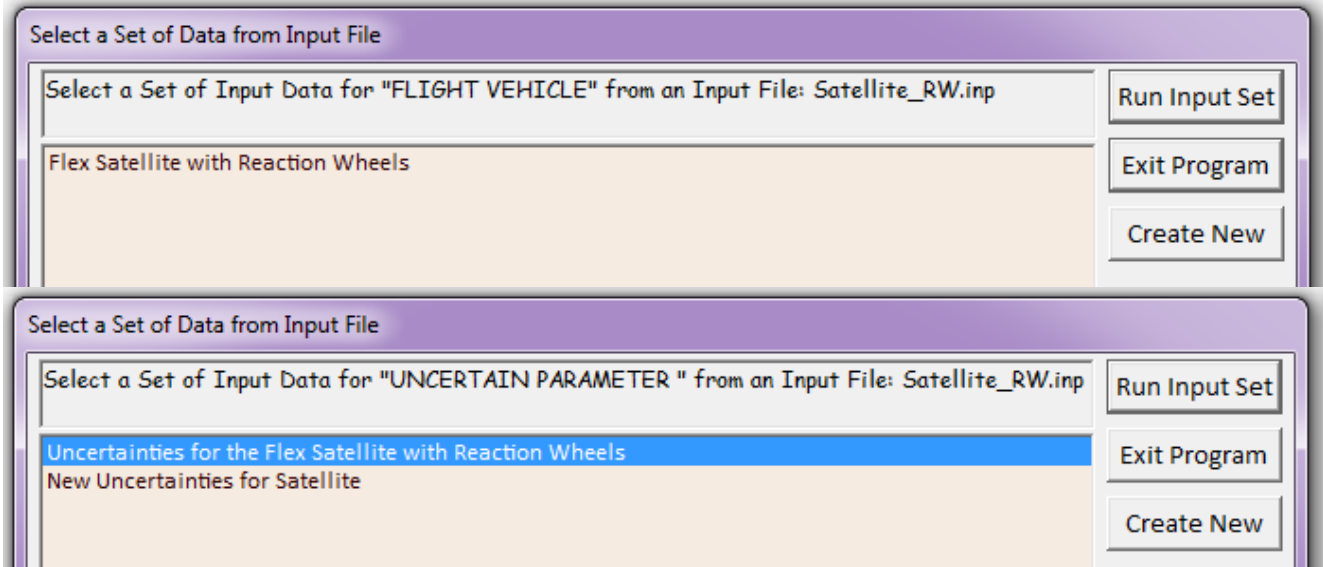 Select a Set of Data from Input File
Select a Set of Input Data for "FLIGHT VEHICLE" from an Input File: Satellite_RW.inp
Run Input Set
Flex Satellite with Reaction Wheels
Exit Program
Create New
Select a Set of Data from Input File
Select a Set of Input Data for "UNCERTAIN PARAMETER " from an Input File: Satellite_RW.inp
Run Input Set
Uncertainties for the Flex Satellite with Reaction Wheels
New Uncertainties for Satellite
Exit Program
Create New